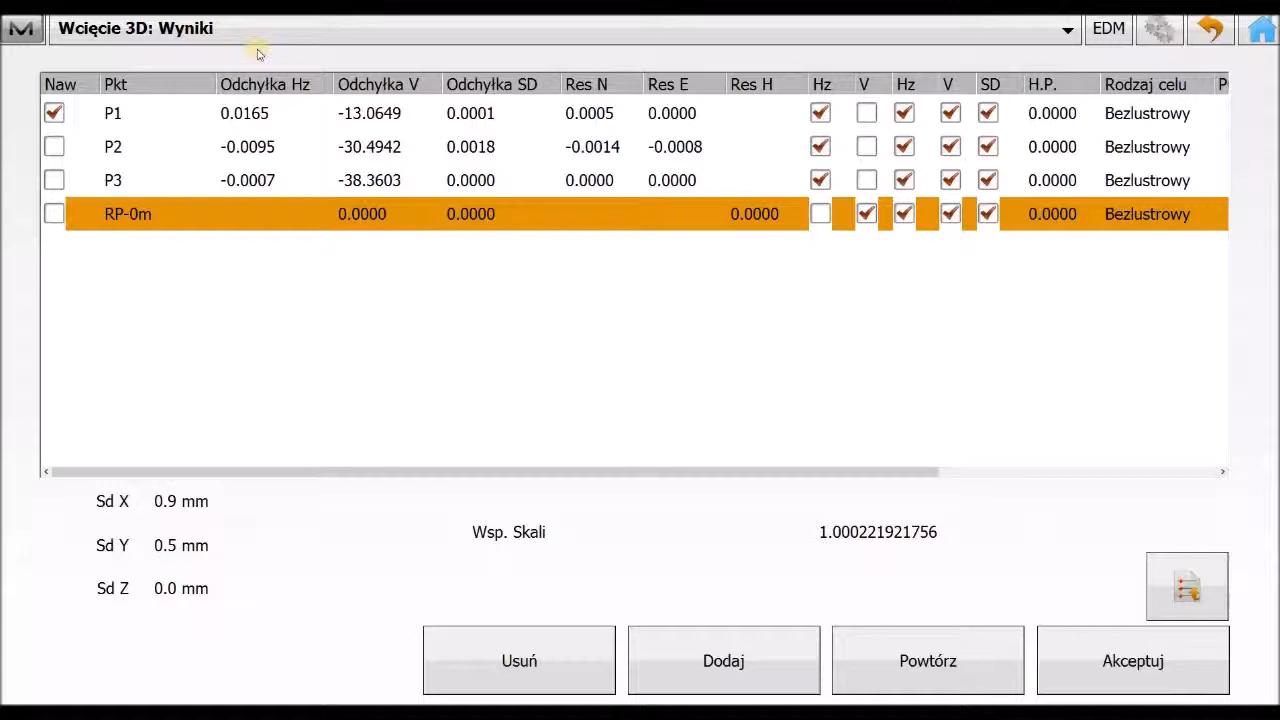 Wcięcie 3D: Wyniki EDM
Naw Pkt Odchyłka Hz Odchyłka V Odchyłka SD Res N Res E Res H Hz V Hz V SD H.P. Rodzaj celu P
P1 0.0165 -13.0649 0.0001 0.0005 0.0000 0.0000 Bezlustrowy
P2 -0.0095 -30.4942 0.0018 -0.0014 -0.0008 0.0000 Bezlustrowy
P3 -0.0007 -38.3603 0.0000 0.0000 0.0000 0.0000 Bezlustrowy
RP-0m 0.0000 0.0000 0.0000 0.0000 Bezlustrowy
Sd X 0.9 mm
Wsp. Skali 1.000221921756
Sd Y 0.5 mm
Sd Z 0.0 mm
Usuń Dodaj Powtórz Akceptuj